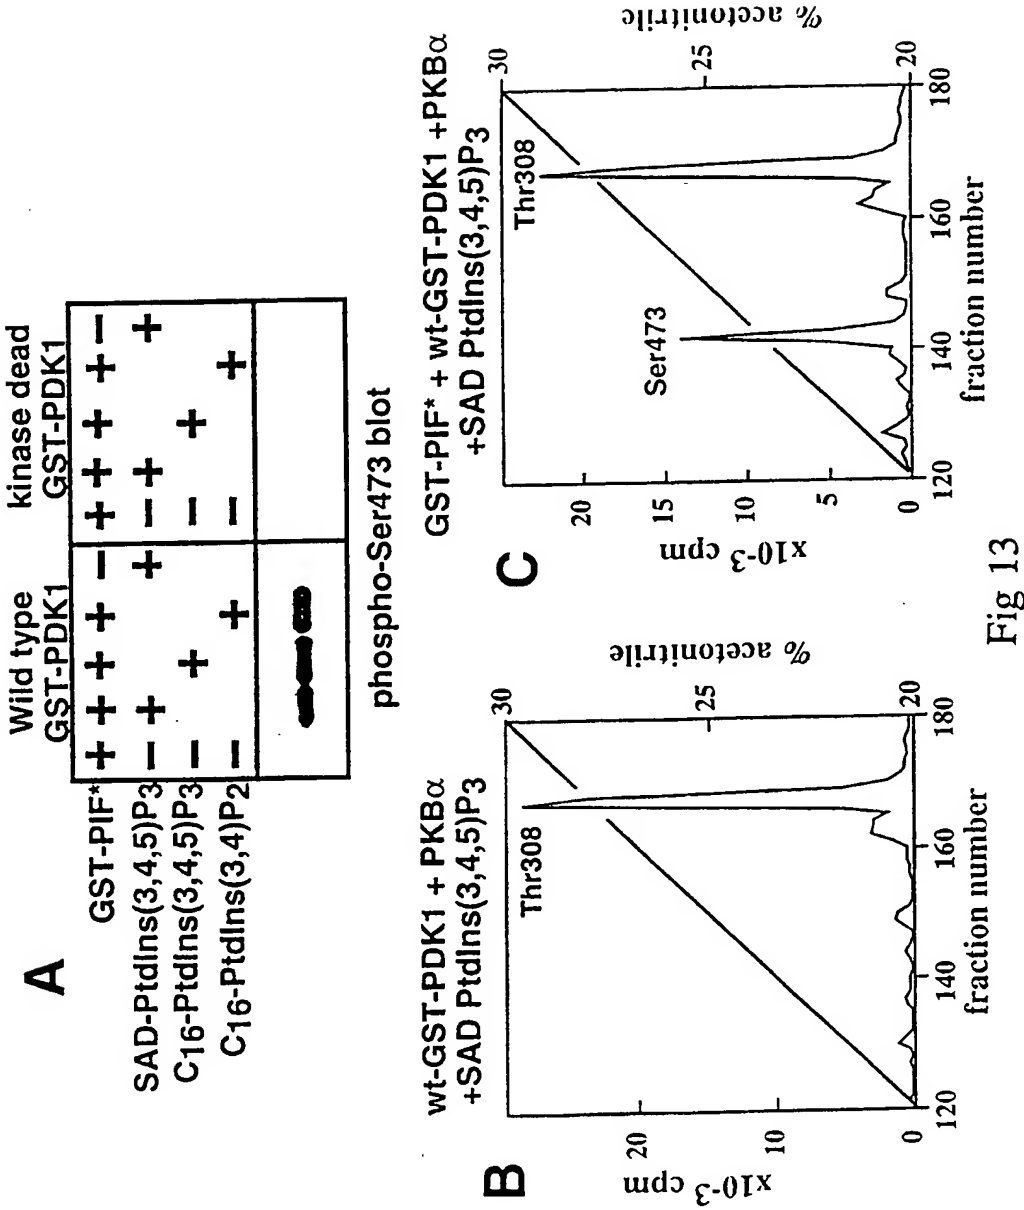 A
Wild type kinase dead
GST-PDK1 GST-PDK1
GST-PIF* + + + + − + + + + −
SAD-PtdIns(3,4,5)P3 − + + − + +
C16-PtdIns(3,4,5)P3 − + − +
C16-PtdIns(3,4)P2 − + − +
phospho-Ser473 blot
B
wt-GST-PDK1 + PKBα
+SAD PtdIns(3,4,5)P3
Thr308
x10-3 cpm
20
10
0
% acetonitrile
30
25
20
120 140 160 180
fraction number
C
GST-PIF* + wt-GST-PDK1 +PKBα
+SAD PtdIns(3,4,5)P3
Thr308
Ser473
x10-3 cpm
20
15
10
5
0
% acetonitrile
30
25
20
120 140 160 180
fraction number
Fig 13